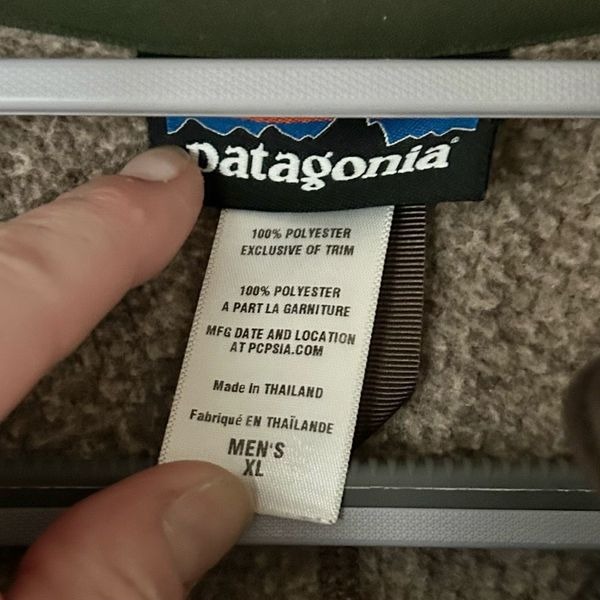 patagonia®
100% POLYESTER
EXCLUSIVE OF TRIM
100% POLYESTER
A PART LA GARNITURE
MFG DATE AND LOCATION
AT PCPSIA.COM
Made in THAILAND
Fabriqué EN THAÏLANDE
MEN'S
XL